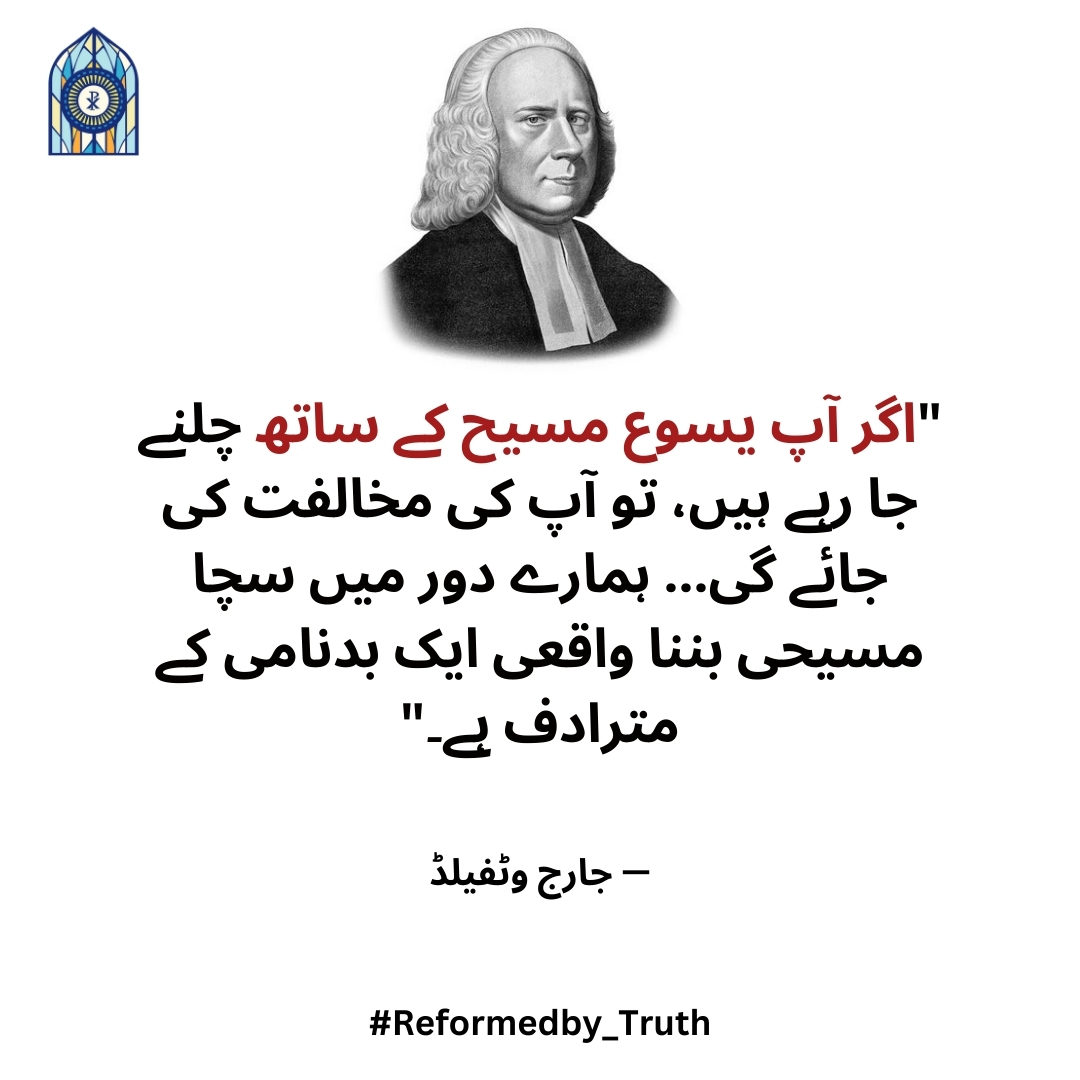 "اگر آپ یسوع مسیح کے ساتھ چلنے
جا رہے ہیں، تو آپ کی مخالفت کی
جائے گی... ہمارے دور میں سچا
مسیحی بننا واقعی ایک بدنامی کے
مترادف ہے۔"
— جارج وٹفیلڈ
#Reformedby_Truth